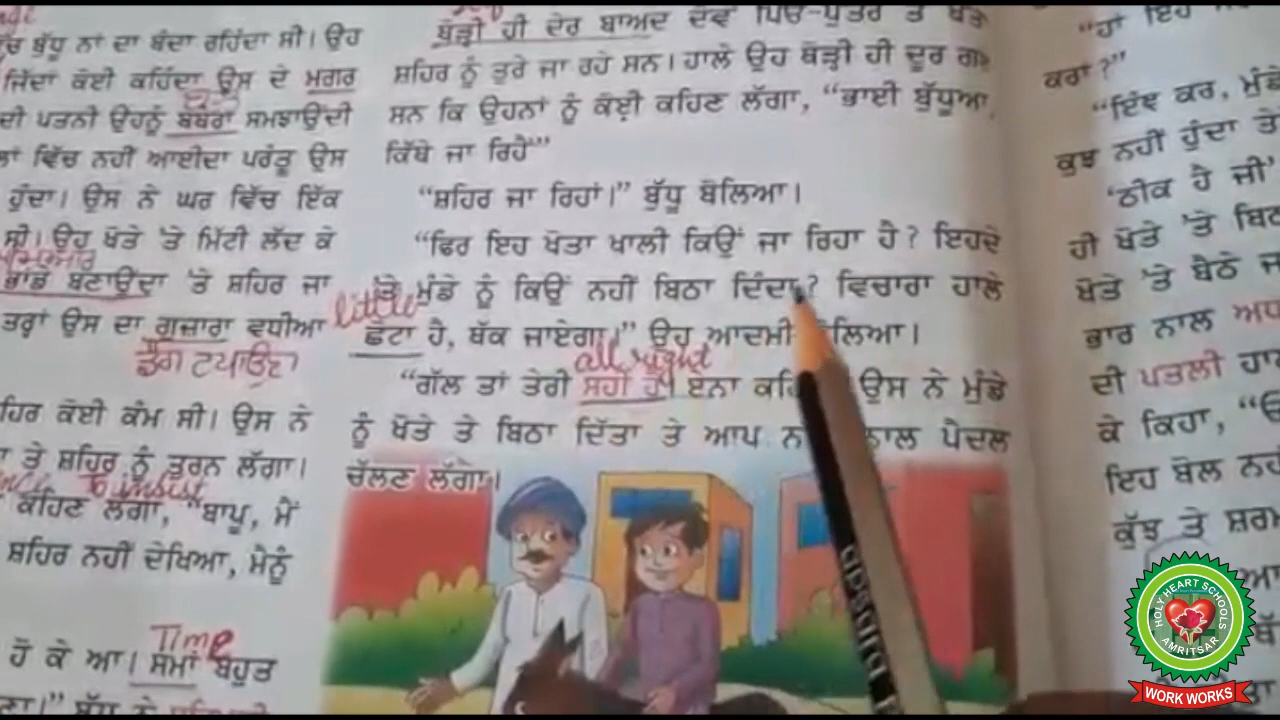 ਬੁੱਧੂ ਨਾਂ ਦਾ ਬੰਦਾ ਰਹਿੰਦਾ ਸੀ। ਉਹ
ਜਿੱਦਾਂ ਕੋਈ ਕਹਿੰਦਾ ਉਸ ਦੇ ਮਗਰ
ਦੀ ਪਤਨੀ ਉਹਨੂੰ ਬਥੇਰਾ ਸਮਝਾਉਂਦੀ
ਵਿੱਚ ਨਹੀਂ ਆਈਦਾ ਪਰੰਤੂ ਉਸ
ਹੁੰਦਾ। ਉਸ ਨੇ ਘਰ ਵਿੱਚ ਇੱਕ
ਸੀ। ਉਹ ਖੋਤੇ 'ਤੇ ਮਿੱਟੀ ਲੱਦ ਕੇ
ਭਾਂਡੇ ਬਣਾਉਂਦਾ 'ਤੇ ਸ਼ਹਿਰ ਜਾ
ਤਰ੍ਹਾਂ ਉਸ ਦਾ ਗੁਜ਼ਾਰਾ ਵਧੀਆ
ਡੰਗ ਟਪਾਉਣਾ
ਕੋਈ ਕੰਮ ਸੀ। ਉਸ ਨੇ
ਤੇ ਸ਼ਹਿਰ ਨੂੰ ਤੁਰਨ ਲੱਗਾ।
to insist
ਕਹਿਣ ਲੱਗਾ, “ਬਾਪੂ, ਮੈਂ
ਸ਼ਹਿਰ ਨਹੀਂ ਦੇਖਿਆ, ਮੈਨੂੰ
Time
ਹੋ ਕੇ ਆ। ਸਮਾਂ ਬਹੁਤ
ਬੁੱਧੂ ਨੇ
ਥੋੜ੍ਹੀ ਹੀ ਦੇਰ ਬਾਅਦ ਦੋਵੇਂ ਪਿਓ-ਪੁੱਤਰ ਤੇ ਖੋਤਾ
ਸ਼ਹਿਰ ਨੂੰ ਤੁਰੇ ਜਾ ਰਹੇ ਸਨ। ਹਾਲੇ ਉਹ ਥੋੜ੍ਹੀ ਹੀ ਦੂਰ ਗਏ
ਸਨ ਕਿ ਉਹਨਾਂ ਨੂੰ ਕੋਈ ਕਹਿਣ ਲੱਗਾ, “ਭਾਈ ਬੁੱਧੂਆ,
ਕਿੱਥੇ ਜਾ ਰਿਹੈਂ”
“ਸ਼ਹਿਰ ਜਾ ਰਿਹਾਂ।” ਬੁੱਧੂ ਬੋਲਿਆ।
“ਫਿਰ ਇਹ ਖੋਤਾ ਖਾਲੀ ਕਿਉਂ ਜਾ ਰਿਹਾ ਹੈ? ਇਹਦੇ
'ਤੇ ਮੁੰਡੇ ਨੂੰ ਕਿਉਂ ਨਹੀਂ ਬਿਠਾ ਦਿੰਦਾ? ਵਿਚਾਰਾ ਹਾਲੇ
little
ਛੋਟਾ ਹੈ, ਥੱਕ ਜਾਏਗਾ।” ਉਹ ਆਦਮੀ ਬੋਲਿਆ।
all right
“ਗੱਲ ਤਾਂ ਤੇਰੀ ਸਹੀ ਹੈ। ਇਨਾ ਕਹਿ ਉਸ ਨੇ ਮੁੰਡੇ
ਨੂੰ ਖੋਤੇ ਤੇ ਬਿਠਾ ਦਿੱਤਾ ਤੇ ਆਪ ਨਾਲ ਪੈਦਲ
ਚੱਲਣ ਲੱਗਾ।
“ਹਾਂ ਇਹ
ਕਰਾਂ?”
“ਇੰਝ ਕਰ, ਮੁੰਡੇ
ਕੁਝ ਨਹੀਂ ਹੁੰਦਾ ਤੇ
'ਠੀਕ ਹੈ ਜੀ'
ਹੀ ਖੋਤੇ 'ਤੇ
ਖੋਤੇ 'ਤੇ ਬੈਠੇ
ਭਾਰ ਨਾਲ
ਦੀ ਪਤਲੀ
ਕੇ ਕਿਹਾ,
ਇਹ ਬੋਲ
ਕੁੱਝ ਤੇ
HOLY HEART SCHOOLS
AMRITSAR
WORK WORKS